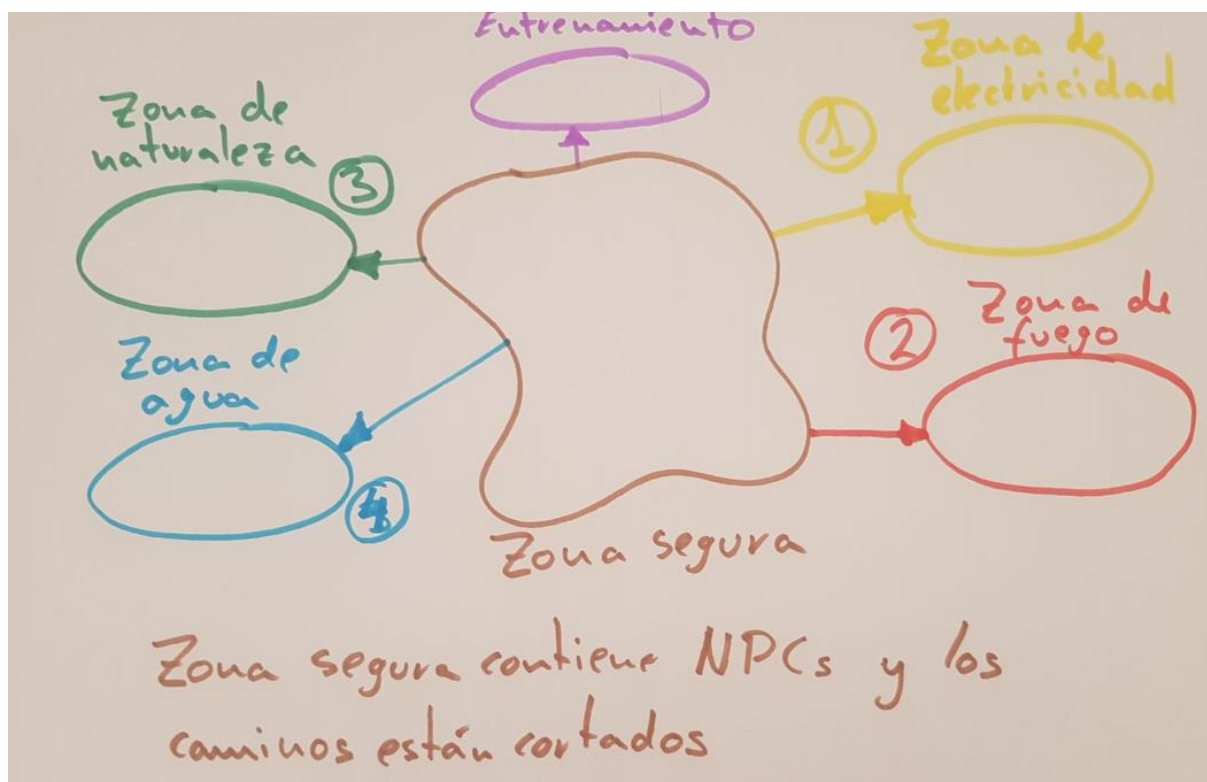 Entrenamiento
Zona de
electricidad
1
Zona de
naturaleza
3
Zona de
fuego
2
Zona de
agua
4
Zona segura
Zona segura contiene NPCs y los
caminos están cortados